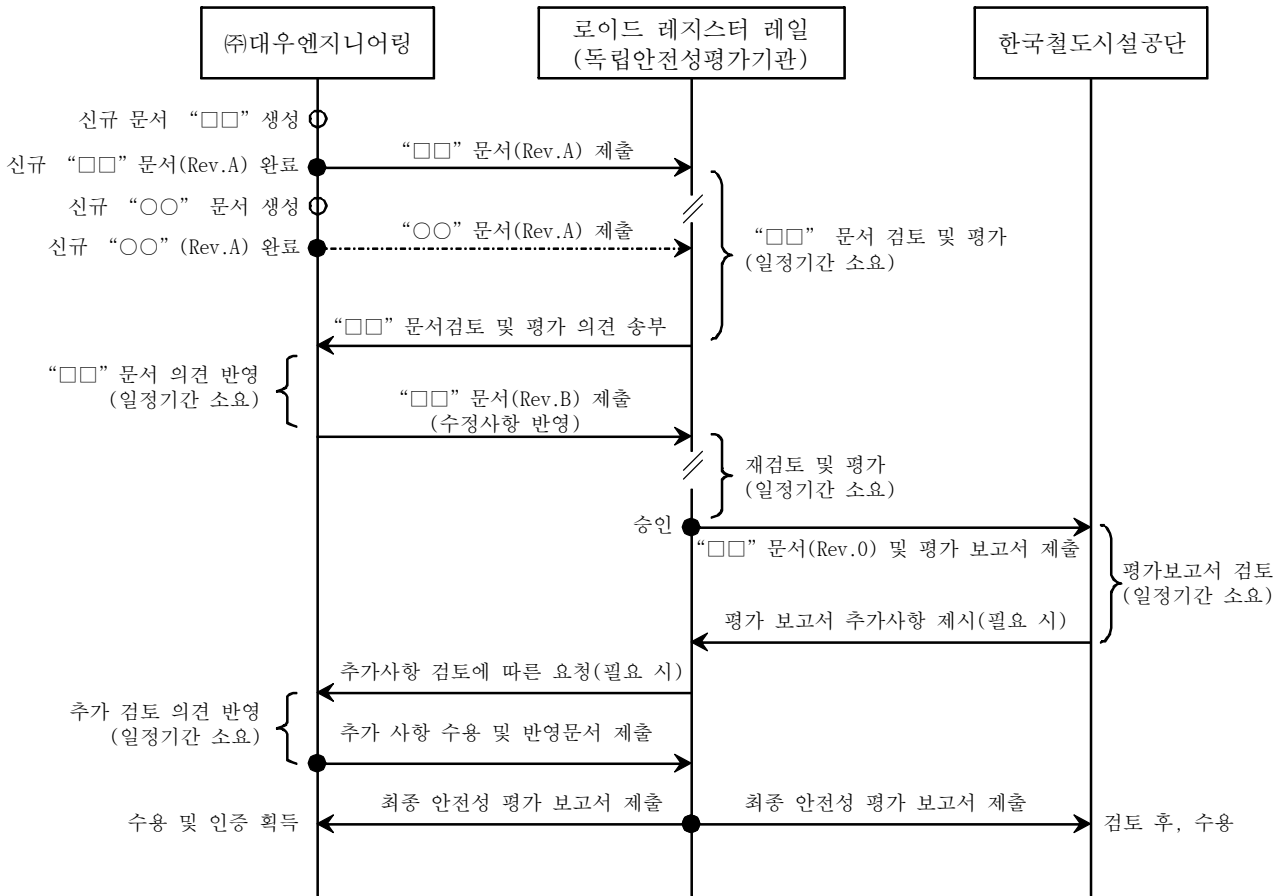 ㈜대우엔지니어링
로이드 레지스터 레일
(독립안전성평가기관)
한국철도시설공단
신규 문서 “□□” 생성
신규 “□□” 문서(Rev.A) 완료
“□□” 문서(Rev.A) 제출
신규 “○○” 문서 생성
신규 “○○” (Rev.A) 완료
“○○” 문서(Rev.A) 제출
“□□” 문서 검토 및 평가
(일정기간 소요)
“□□” 문서검토 및 평가 의견 송부
“□□” 문서 의견 반영
(일정기간 소요)
“□□” 문서(Rev.B) 제출
(수정사항 반영)
재검토 및 평가
(일정기간 소요)
승인
“□□” 문서(Rev.0) 및 평가 보고서 제출
평가보고서 검토
(일정기간 소요)
평가 보고서 추가사항 제시(필요 시)
추가사항 검토에 따른 요청(필요 시)
추가 검토 의견 반영
(일정기간 소요)
추가 사항 수용 및 반영문서 제출
최종 안전성 평가 보고서 제출
최종 안전성 평가 보고서 제출
수용 및 인증 획득
검토 후, 수용